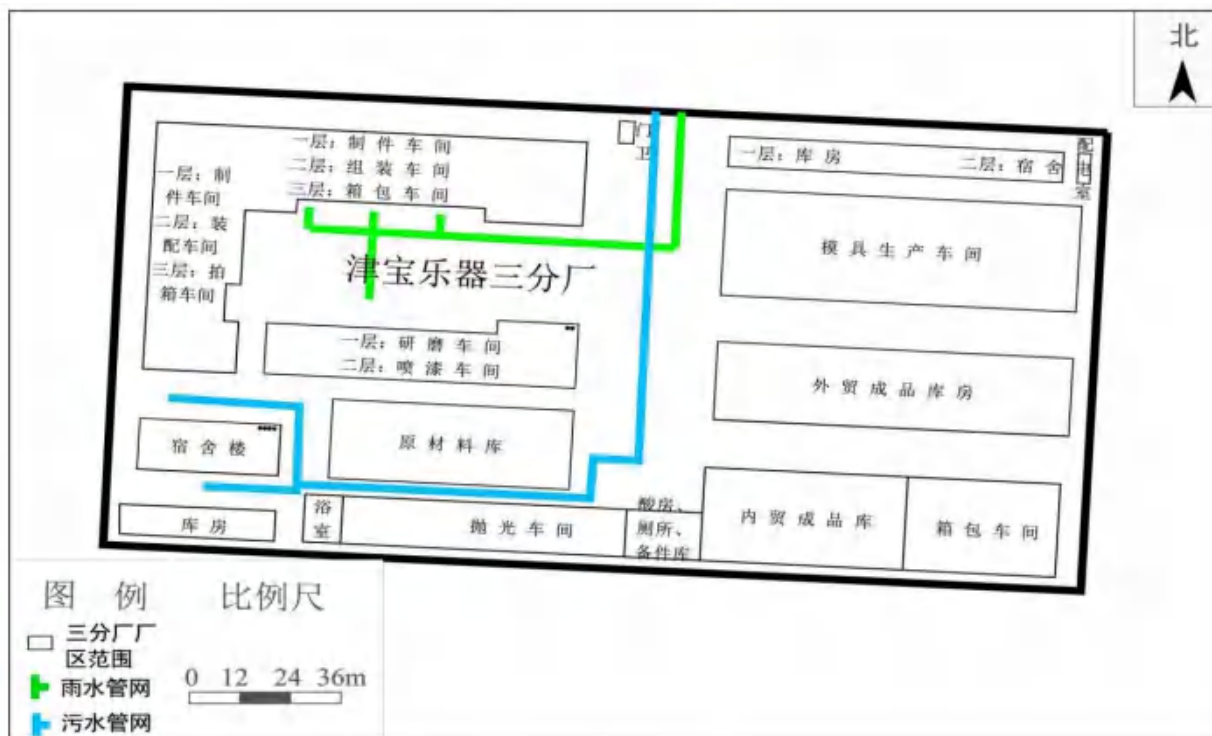 北
一层：制件车间
二层：组装车间
三层：箱包车间
一层：制
件车间
二层：装
配车间
三层：拍
箱车间
门
卫
一层：库房
二层：宿舍
配
电
室
模具生产车间
津宝乐器三分厂
一层：研磨车间
二层：喷漆车间
外贸成品库房
宿舍楼
原材料库
库房
浴
室
抛光车间
酸房、
厕所、
备件库
内贸成品库
箱包车间
图例
比例尺
三分厂厂
区范围
雨水管网
污水管网
0 12 24 36m